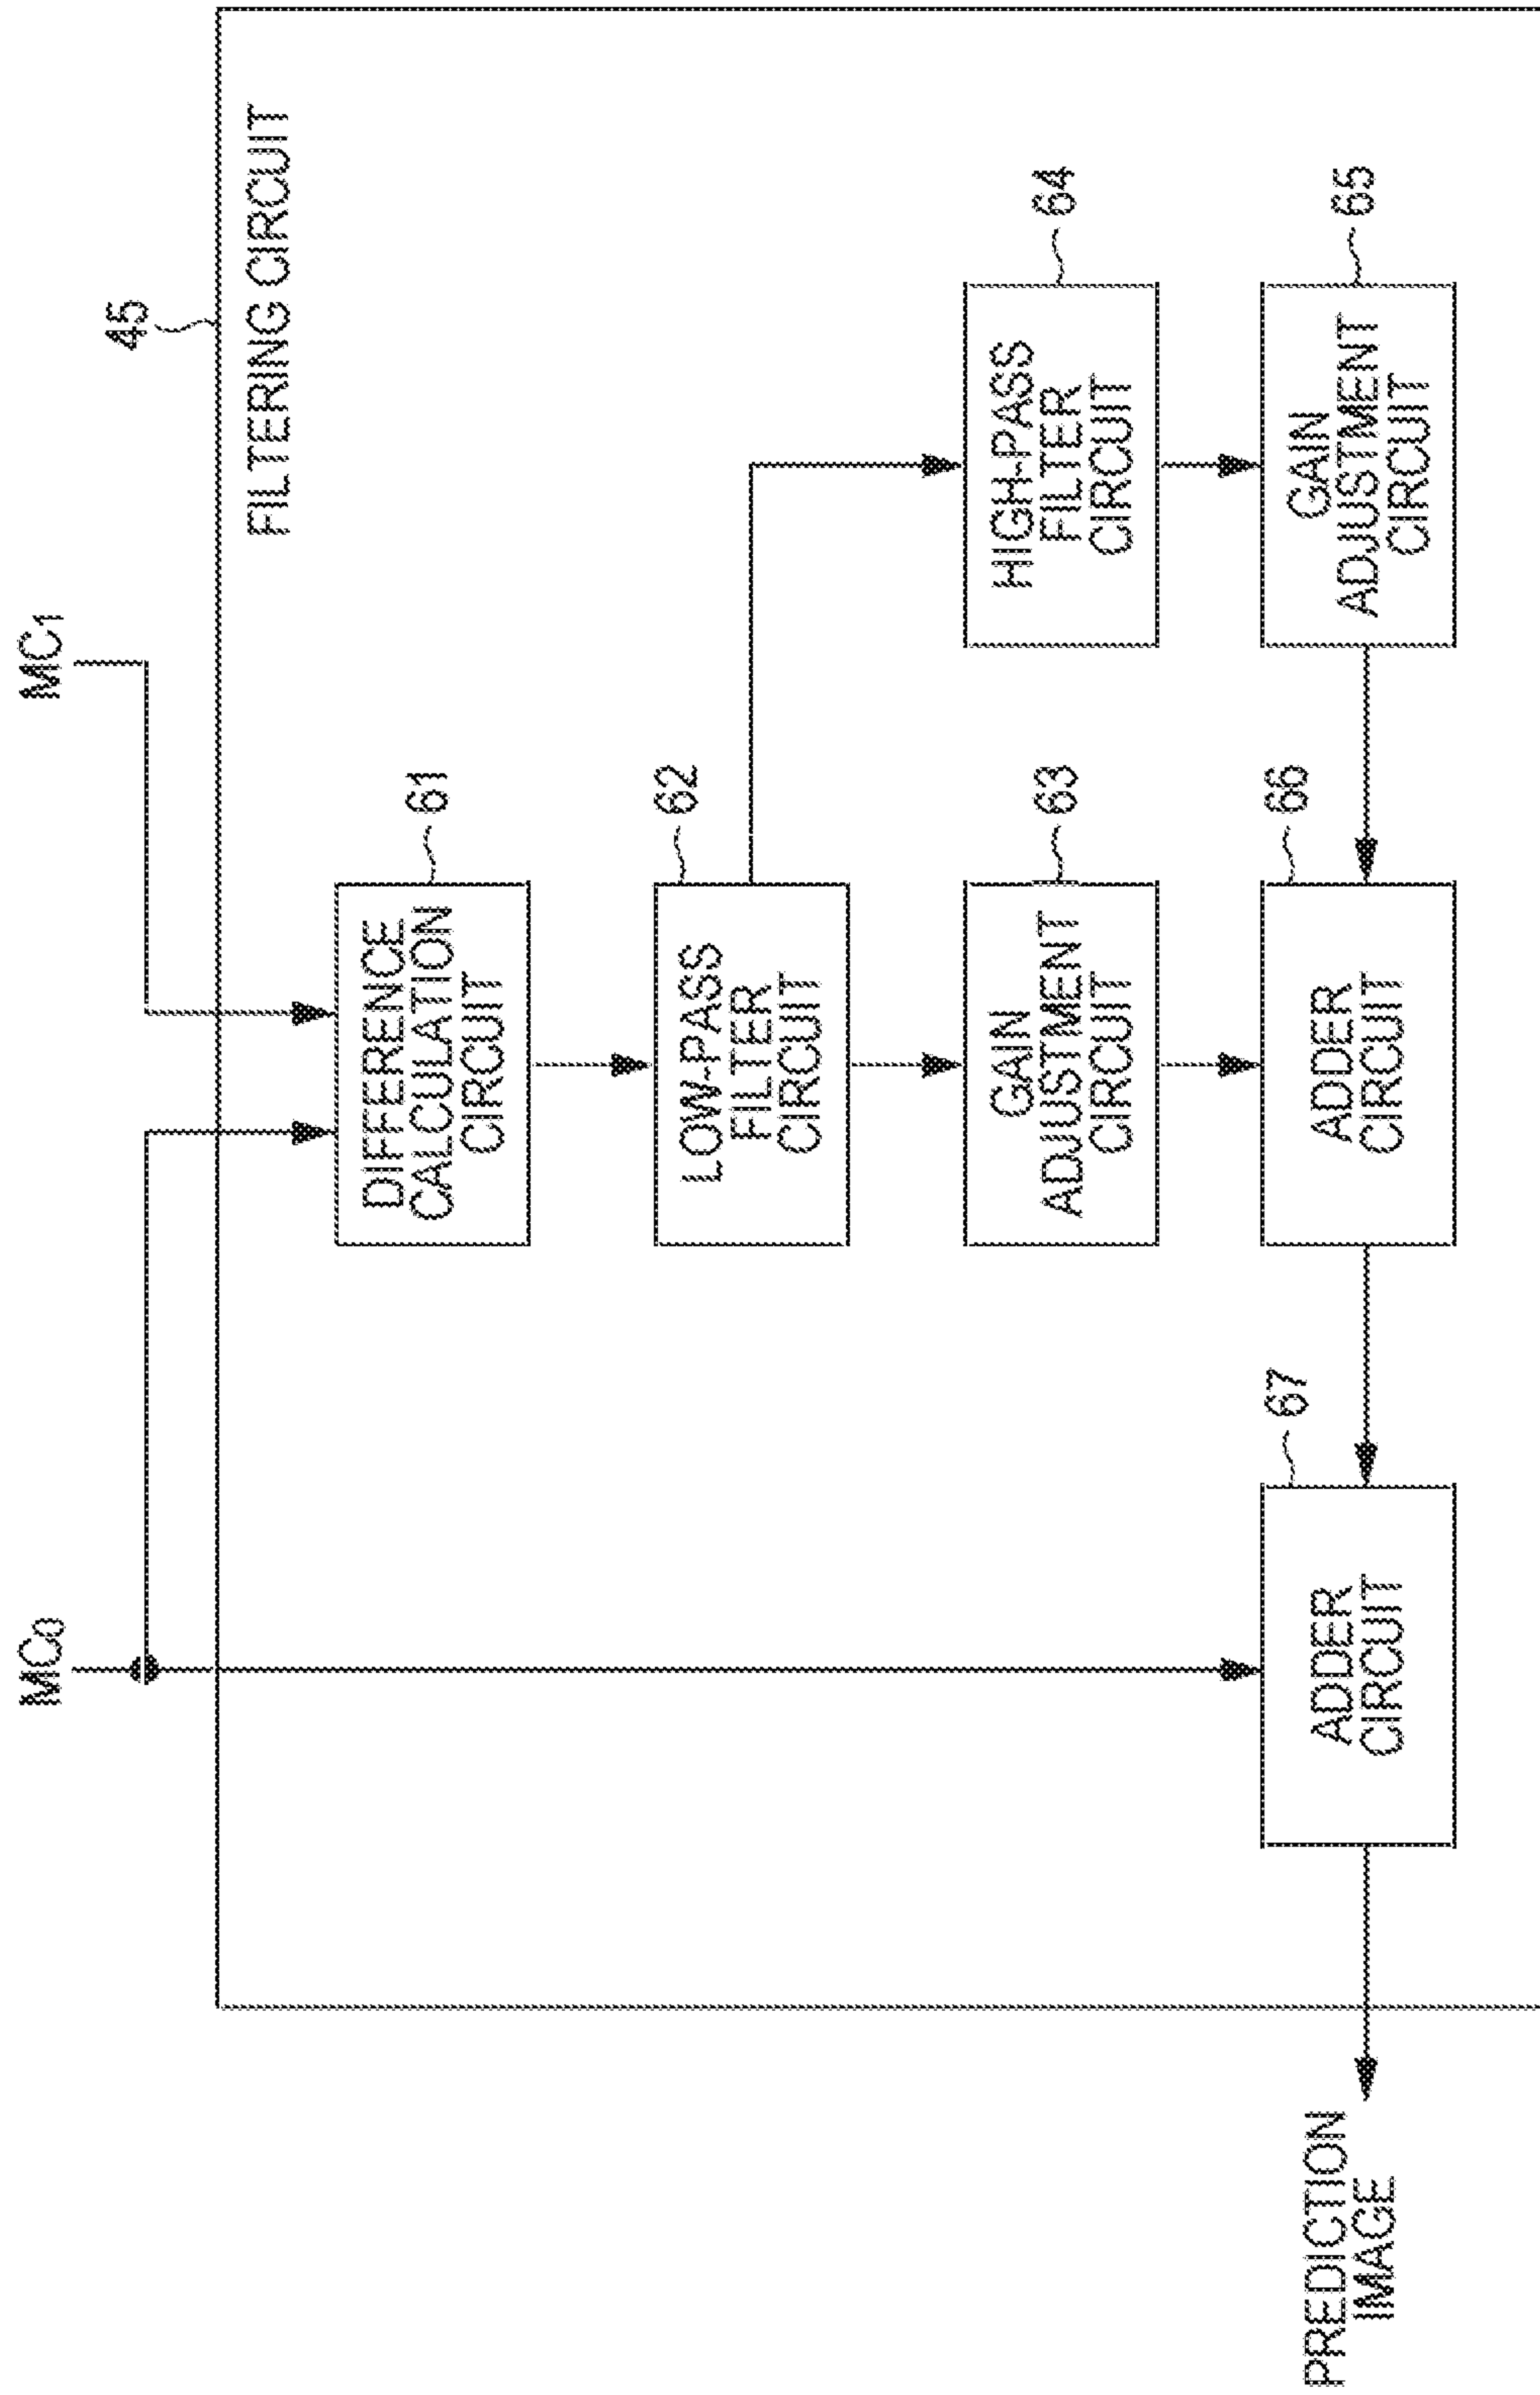 MC0
MC1
45
FILTERING CIRCUIT
61
DIFFERENCE
CALCULATION
CIRCUIT
62
LOW-PASS
FILTER
CIRCUIT
63
GAIN
ADJUSTMENT
CIRCUIT
64
HIGH-PASS
FILTER
CIRCUIT
67
ADDER
CIRCUIT
66
ADDER
CIRCUIT
65
GAIN
ADJUSTMENT
CIRCUIT
PREDICTION
IMAGE